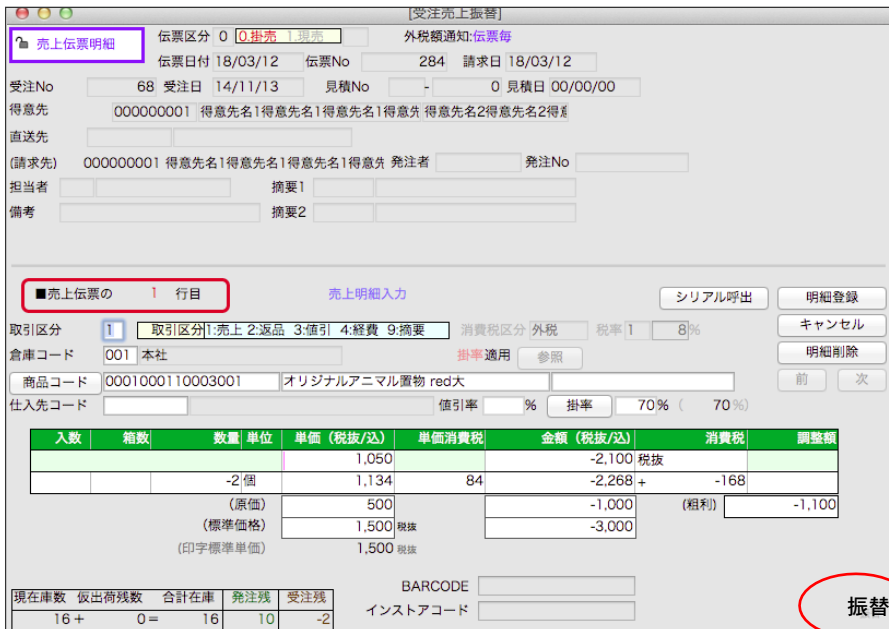 [受注売上振替]
売上伝票明細 伝票区分 0 0.掛売 1.現売 外税額通知:伝票毎
伝票日付 18/03/12 伝票No 284 請求日 18/03/12
受注No 68 受注日 14/11/13 見積No - 0 見積日 00/00/00
得意先 000000001 得意先名1得意先名1得意先名1得意先 得意先名2得意先名2得意
直送先
(請求先) 000000001 得意先名1得意先名1得意先名1得意先 発注者 発注No
担当者 摘要1
備考 摘要2
■売上伝票の 1 行目 売上明細入力 シリアル呼出 明細登録
取引区分 1 取引区分1:売上 2:返品 3:値引 4:経費 9:摘要 消費税区分 外税 税率 1 8% キャンセル
倉庫コード 001 本社 掛率適用 参照 明細削除
商品コード 0001000110003001 オリジナルアニマル置物 red大 前 次
仕入先コード 値引率 % 掛率 70% ( 70%)
入数 箱数 数量 単位 単価（税抜/込） 単価消費税 金額（税抜/込） 消費税 調整額
1,050 -2,100 税抜
-2 個 1,134 84 -2,268 + -168
(原価) 500 -1,000 (粗利) -1,100
(標準価格) 1,500 税抜 -3,000
(印字標準単価) 1,500 税抜
BARCODE
現在庫数 仮出荷残数 合計在庫 発注残 受注残 インストアコード 振替
16 + 0 = 16 10 -2